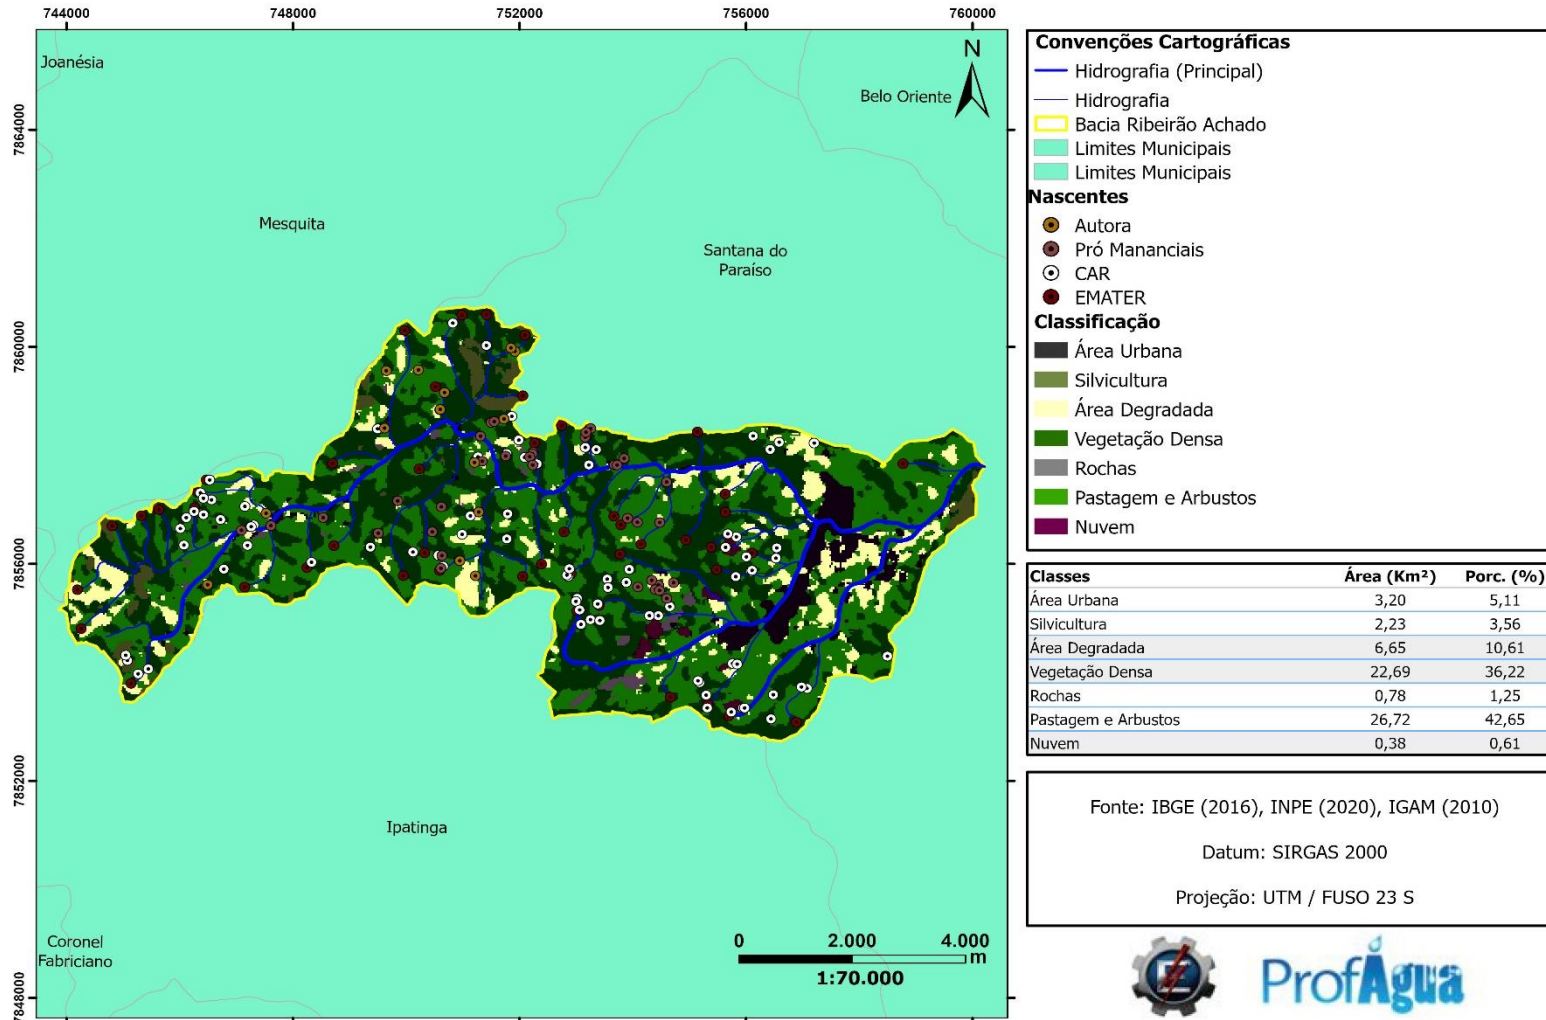 744000 748000 752000 756000 760000
7864000
7860000
7856000
7852000
7848000
Joanésia
Belo Oriente
N
Mesquita
Santana do
Paraíso
Ipatinga
Coronel
Fabriciano
0 2.000 4.000
m
1:70.000
Convenções Cartográficas
Hidrografia (Principal)
Hidrografia
Bacia Ribeirão Achado
Limites Municipais
Limites Municipais
Nascentes
Autora
Pró Mananciais
CAR
EMATER
Classificação
Área Urbana
Silvicultura
Área Degradada
Vegetação Densa
Rochas
Pastagem e Arbustos
Nuvem
Classes Área (Km²) Porc. (%)
Área Urbana 3,20 5,11
Silvicultura 2,23 3,56
Área Degradada 6,65 10,61
Vegetação Densa 22,69 36,22
Rochas 0,78 1,25
Pastagem e Arbustos 26,72 42,65
Nuvem 0,38 0,61
Fonte: IBGE (2016), INPE (2020), IGAM (2010)
Datum: SIRGAS 2000
Projeção: UTM / FUSO 23 S
ProfÁgua